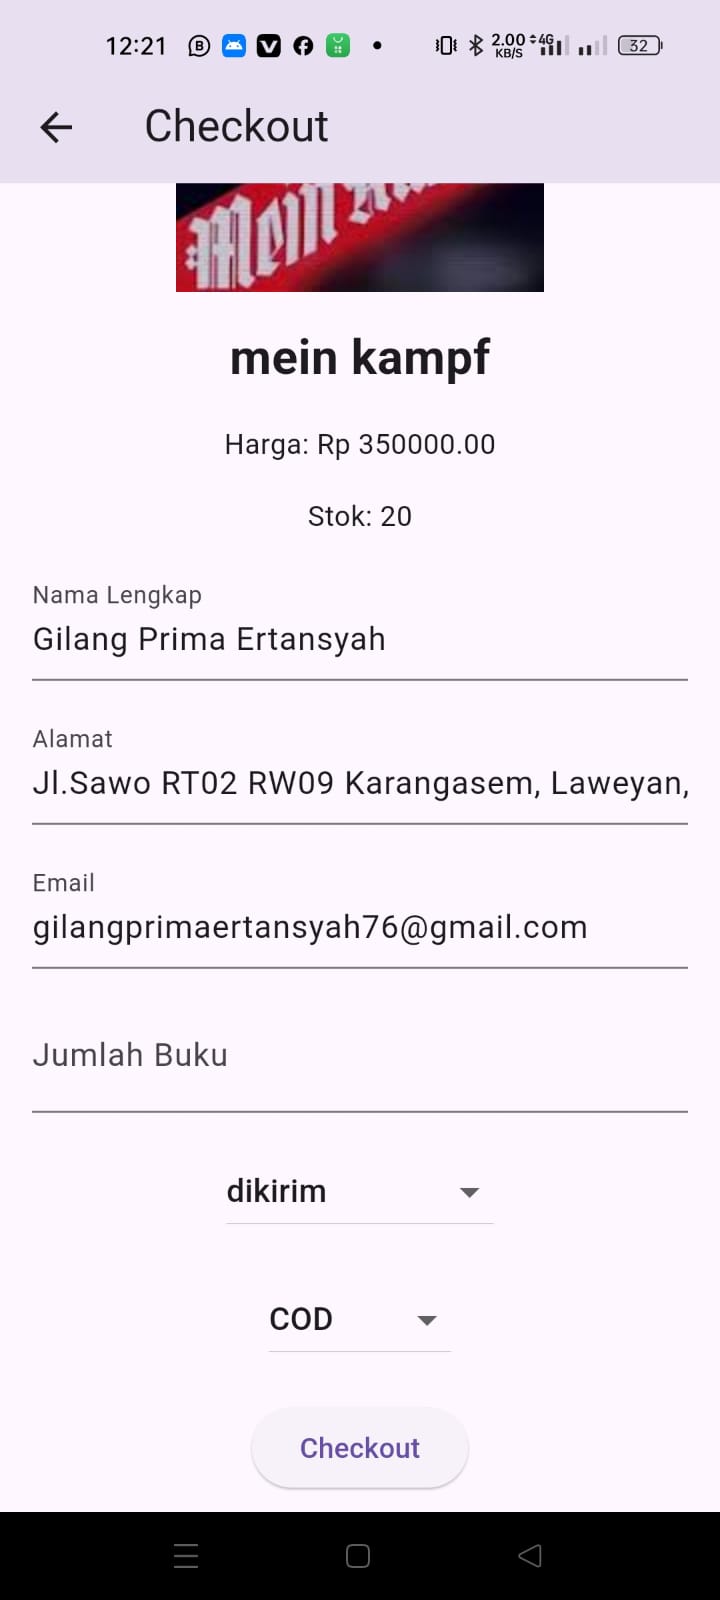 12:21
2.00 KB/S
4G
32
Checkout
Mein
mein kampf
Harga: Rp 350000.00
Stok: 20
Nama Lengkap
Gilang Prima Ertansyah
Alamat
Jl.Sawo RT02 RW09 Karangasem, Laweyan,
Email
gilangprimaertansyah76@gmail.com
Jumlah Buku
dikirim
COD
Checkout